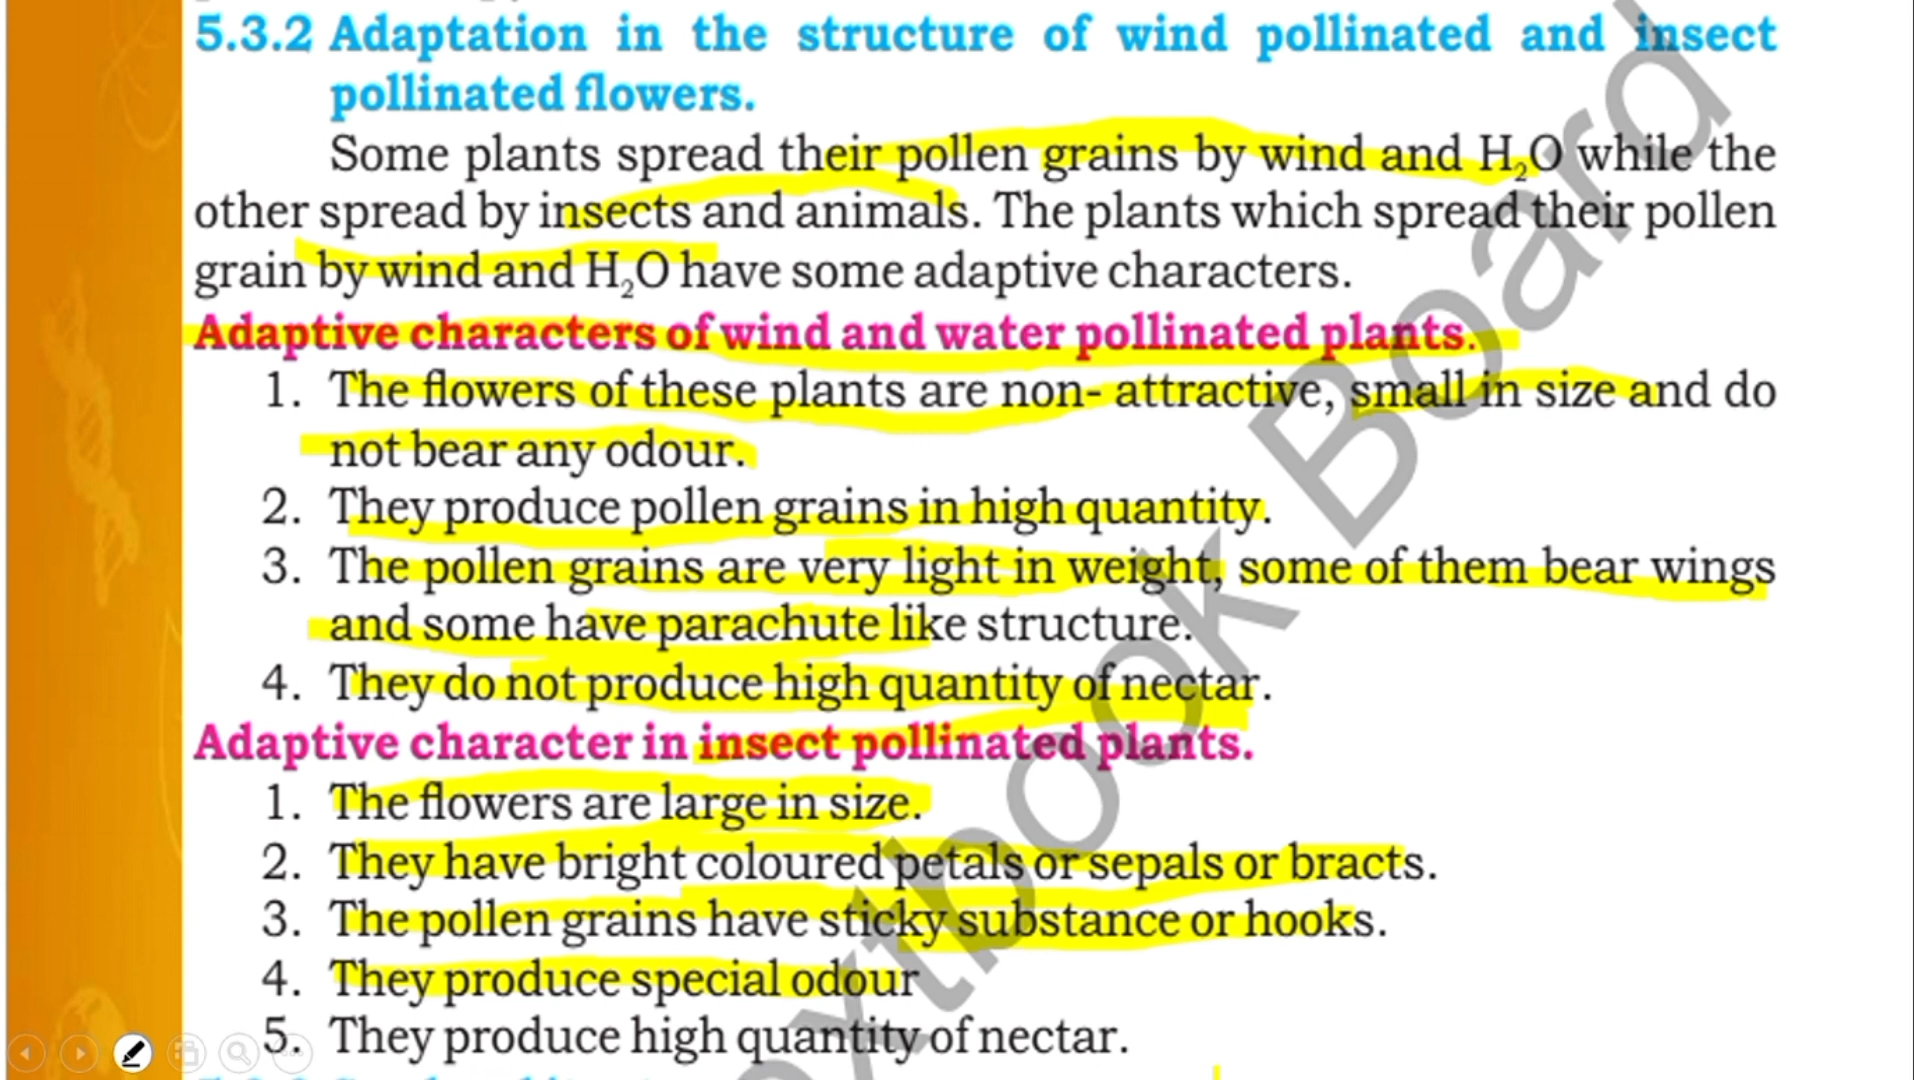 5.3.2 Adaptation in the structure of wind pollinated and insect
pollinated flowers.
Some plants spread their pollen grains by wind and H₂O while the
other spread by insects and animals. The plants which spread their pollen
grain by wind and H₂O have some adaptive characters.
Adaptive characters of wind and water pollinated plants.
1. The flowers of these plants are non- attractive, small in size and do
not bear any odour.
2. They produce pollen grains in high quantity.
3. The pollen grains are very light in weight, some of them bear wings
and some have parachute like structure.
4. They do not produce high quantity of nectar.
Adaptive character in insect pollinated plants.
1. The flowers are large in size.
2. They have bright coloured petals or sepals or bracts.
3. The pollen grains have sticky substance or hooks.
4. They produce special odour
5. They produce high quantity of nectar.
extbook Board